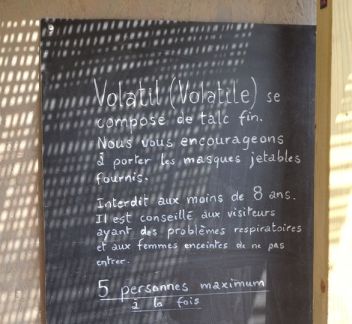 Volatil (Volatile) se
compose de talc fin.
Nous vous encourageons
à porter les masques jetables
fournis.
Interdit aux moins de 8 ans.
Il est conseillé aux visiteurs
ayant des problèmes respiratoires
et aux femmes enceintes de ne pas
entrer.
5 personnes maximum
à la fois